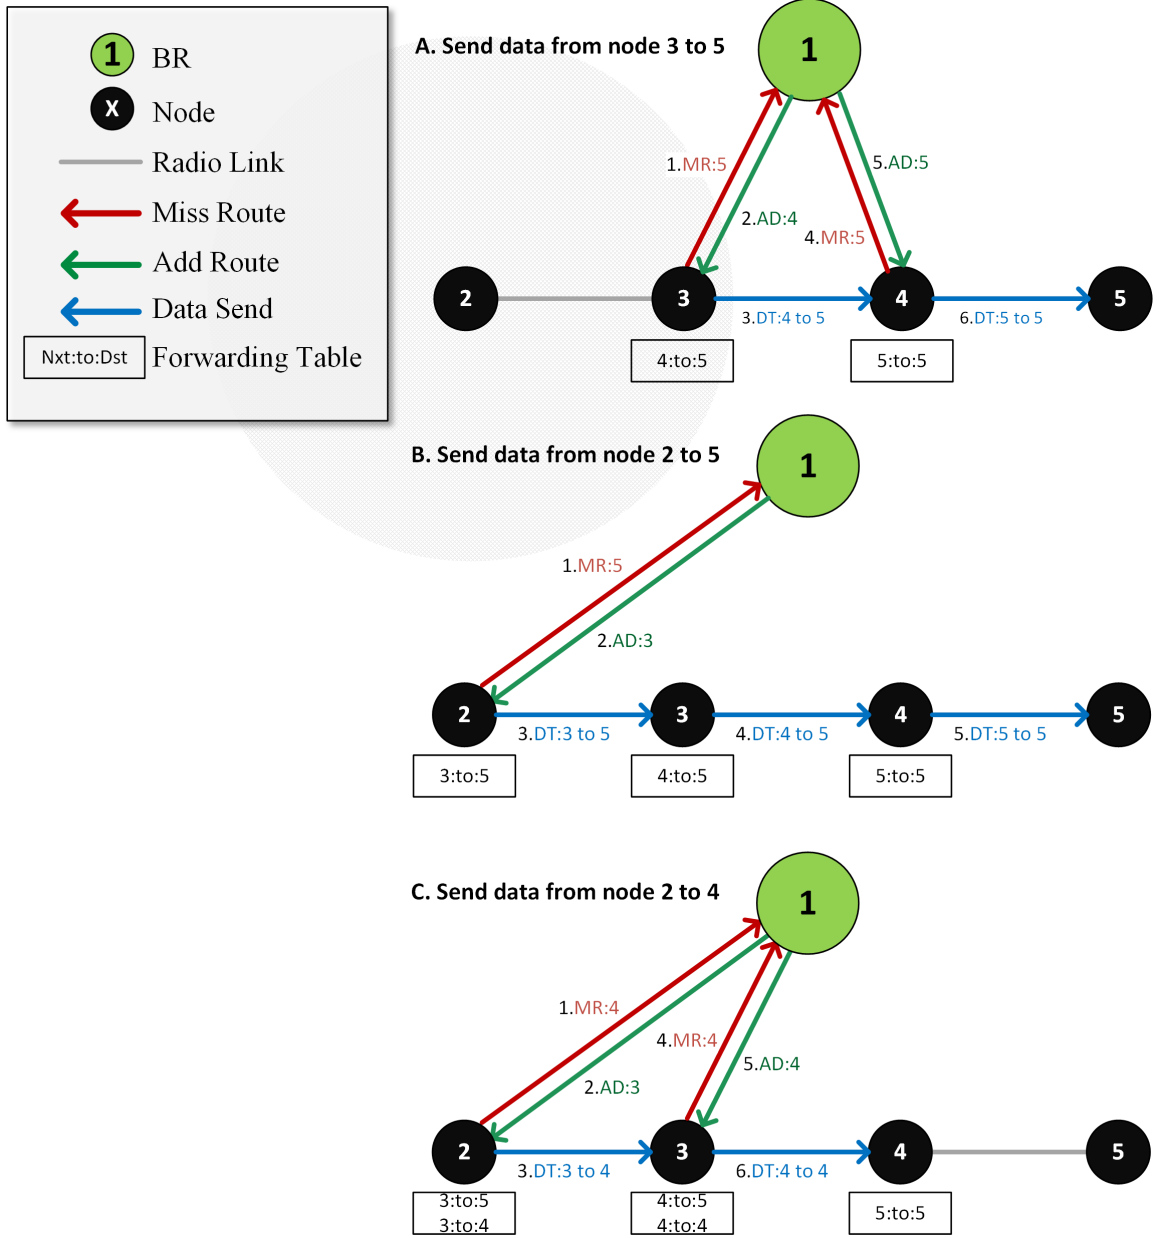 1 BR
X Node
Radio Link
Miss Route
Add Route
Data Send
Nxt:to:Dst Forwarding Table
A. Send data from node 3 to 5
1
1.MR:5
5.AD:5
2.AD:4
4.MR:5
2 3 4 5
3.DT:4 to 5 6.DT:5 to 5
4:to:5 5:to:5
B. Send data from node 2 to 5
1
1.MR:5
2.AD:3
2 3 4 5
3.DT:3 to 5 4.DT:4 to 5 5.DT:5 to 5
3:to:5 4:to:5 5:to:5
C. Send data from node 2 to 4
1
1.MR:4
4.MR:4
5.AD:4
2.AD:3
2 3 4 5
3.DT:3 to 4 6.DT:4 to 4
3:to:5 4:to:5 5:to:5
3:to:4 4:to:4